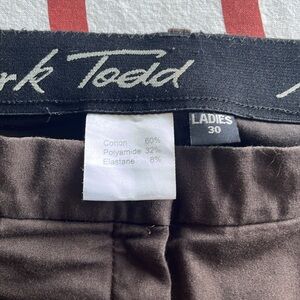 rk Todd
Cotton 60%
Polyamide 32%
Elastane 8%
LADIES
30